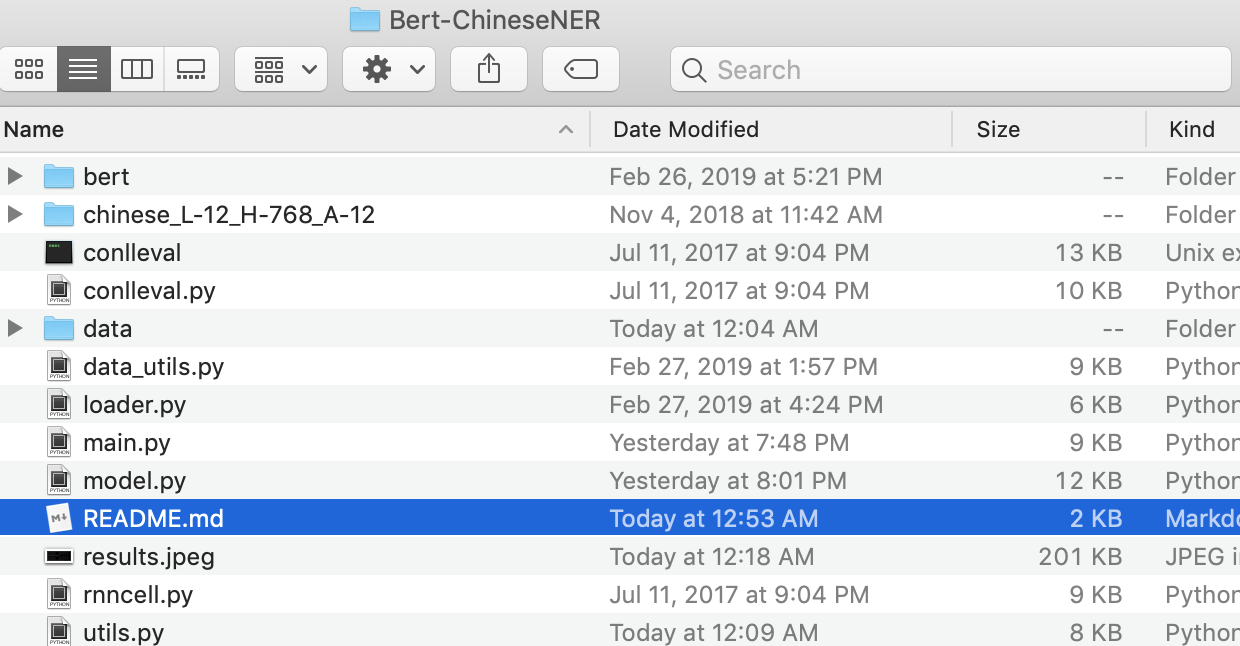 Bert-ChineseNER
Search
Name Date Modified Size Kind
bert Feb 26, 2019 at 5:21 PM -- Folder
chinese_L-12_H-768_A-12 Nov 4, 2018 at 11:42 AM -- Folder
conlleval Jul 11, 2017 at 9:04 PM 13 KB Unix ex
conlleval.py Jul 11, 2017 at 9:04 PM 10 KB Python
data Today at 12:04 AM -- Folder
data_utils.py Feb 27, 2019 at 1:57 PM 9 KB Python
loader.py Feb 27, 2019 at 4:24 PM 6 KB Python
main.py Yesterday at 7:48 PM 9 KB Python
model.py Yesterday at 8:01 PM 12 KB Python
README.md Today at 12:53 AM 2 KB Markdo
results.jpeg Today at 12:18 AM 201 KB JPEG i
rnncell.py Jul 11, 2017 at 9:04 PM 9 KB Python
utils.py Today at 12:09 AM 8 KB Python